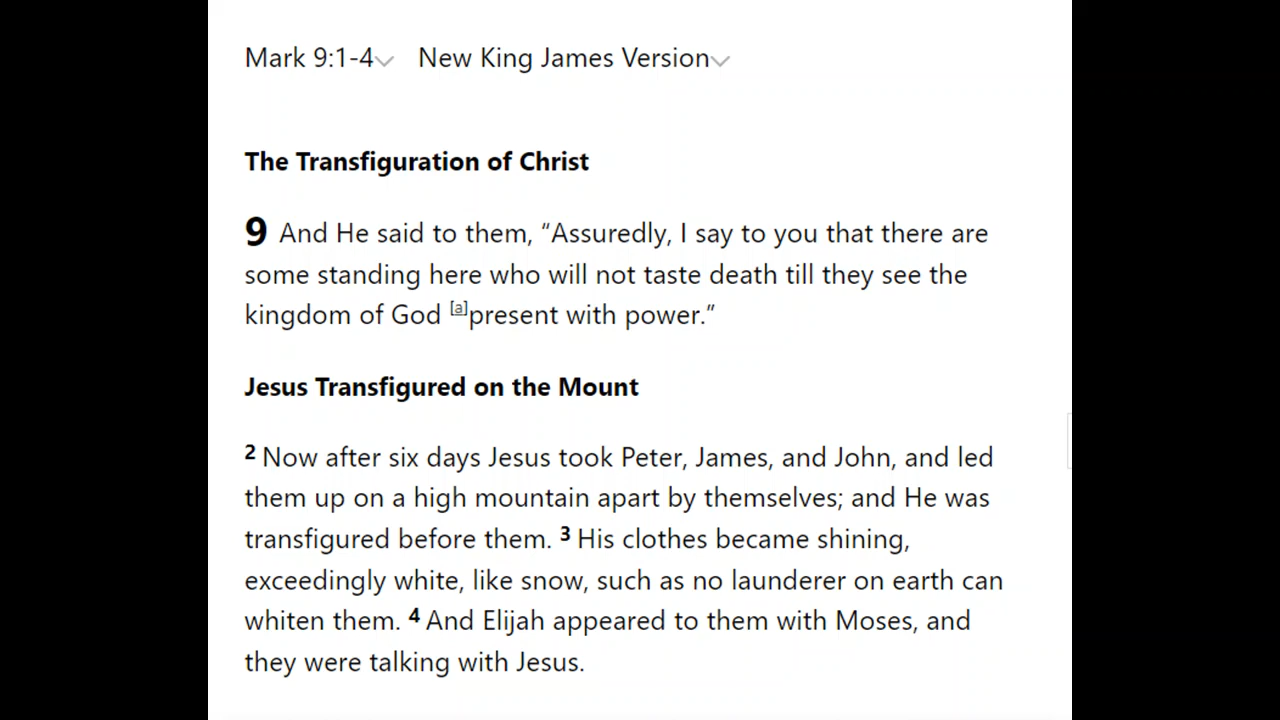 Mark 9:1-4 New King James Version
The Transfiguration of Christ
9 And He said to them, “Assuredly, I say to you that there are
some standing here who will not taste death till they see the
kingdom of God [a]present with power.”
Jesus Transfigured on the Mount
2 Now after six days Jesus took Peter, James, and John, and led
them up on a high mountain apart by themselves; and He was
transfigured before them. 3 His clothes became shining,
exceedingly white, like snow, such as no launderer on earth can
whiten them. 4 And Elijah appeared to them with Moses, and
they were talking with Jesus.